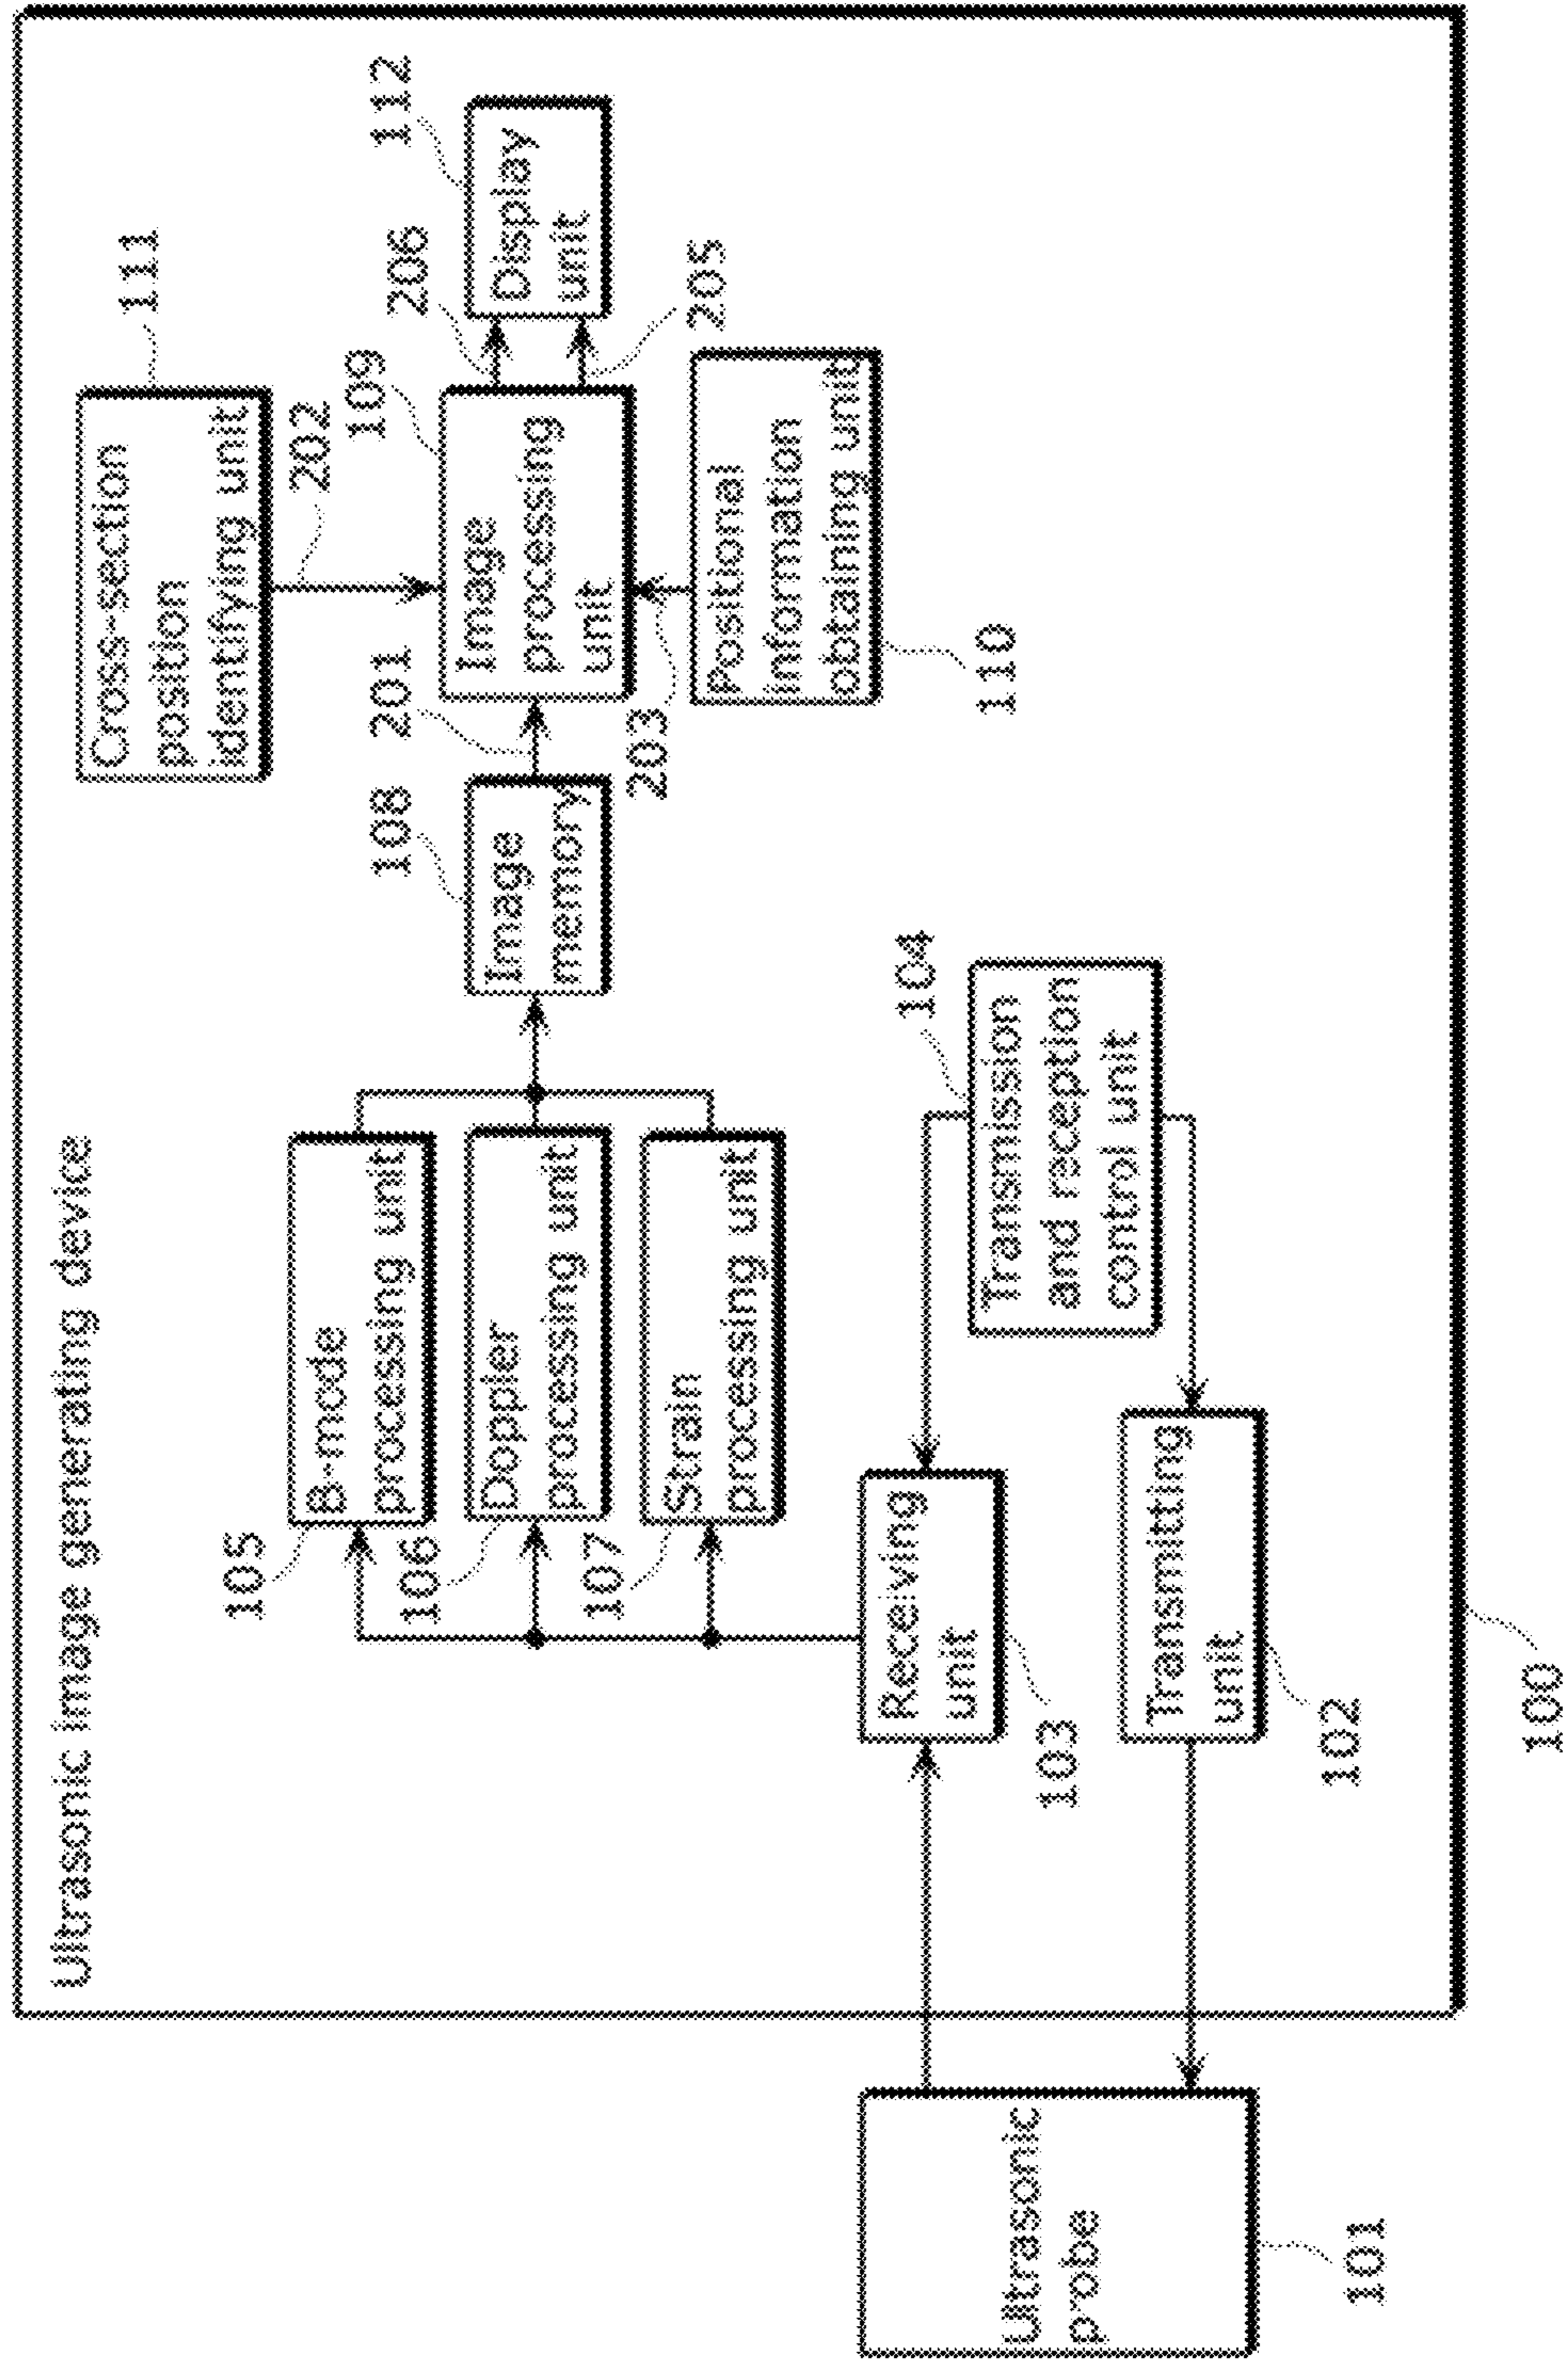 Ultrasonic image generating device
Cross-section
position
identifying unit
111
202
105
B-mode
processing unit
106
Doppler
processing unit
107
Strain
processing unit
108
Image
memory
201
109
Image
processing
unit
206
205
112
Display
unit
203
Positional
information
obtaining unit
110
104
Transmission
and reception
control unit
Receiving
unit
103
Transmitting
unit
102
Ultrasonic
probe
101
100